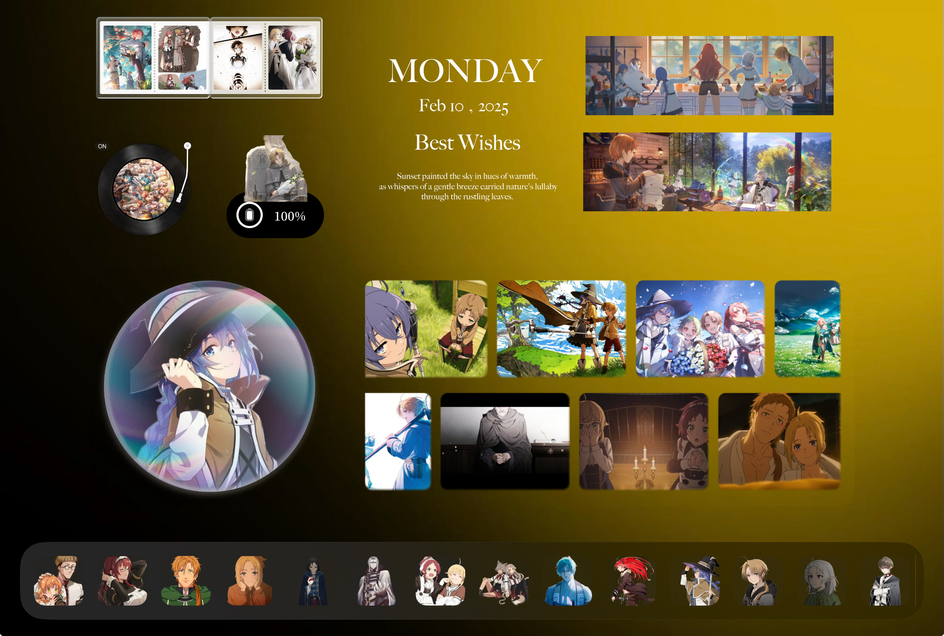 MONDAY
Feb 10 , 2025
Best Wishes
ON
Sunset painted the sky in hues of warmth,
as whispers of a gentle breeze carried nature's lullaby
through the rustling leaves.
100%